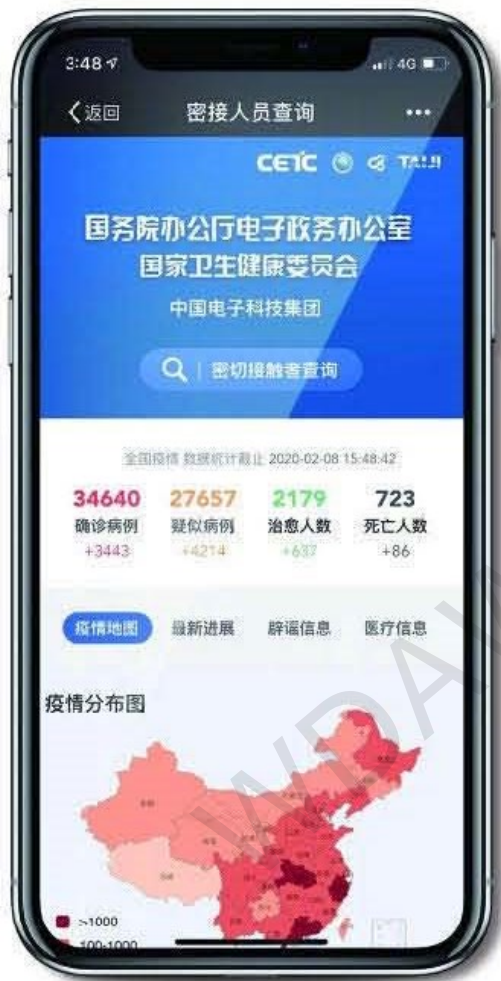 3:48
4G
返回
密接人员查询
CETC
TAIJI
国务院办公厅电子政务办公室
国家卫生健康委员会
中国电子科技集团
密切接触者查询
全国疫情 数据统计截止 2020-02-08 15:48:42
34640 27657 2179 723
确诊病例 疑似病例 治愈人数 死亡人数
+3443 +4214 +637 +86
疫情地图 最新进展 辟谣信息 医疗信息
疫情分布图
>1000
100-1000